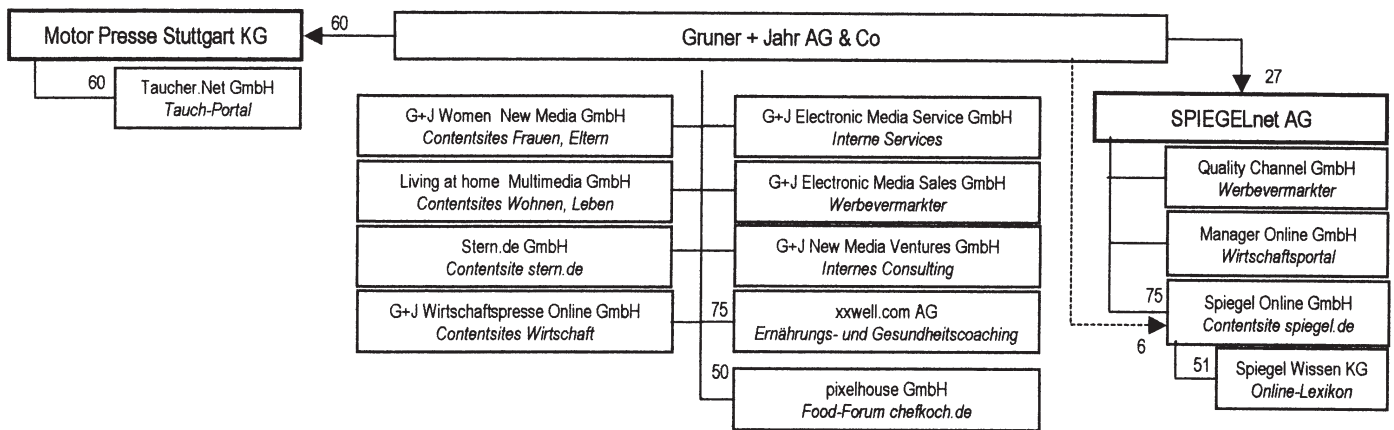 Motor Presse Stuttgart KG
60
Gruner + Jahr AG & Co
60
Taucher.Net GmbH
Tauch-Portal
27
SPIEGELnet AG
G+J Women New Media GmbH
Contentsites Frauen, Eltern
G+J Electronic Media Service GmbH
Interne Services
Quality Channel GmbH
Werbevermarkter
Living at home Multimedia GmbH
Contentsites Wohnen, Leben
G+J Electronic Media Sales GmbH
Werbevermarkter
Manager Online GmbH
Wirtschaftsportal
Stern.de GmbH
Contentsite stern.de
G+J New Media Ventures GmbH
Internes Consulting
75
Spiegel Online GmbH
Contentsite spiegel.de
6
G+J Wirtschaftspresse Online GmbH
Contentsites Wirtschaft
75
xxwell.com AG
Ernährungs- und Gesundheitscoaching
51
Spiegel Wissen KG
Online-Lexikon
50
pixelhouse GmbH
Food-Forum chefkoch.de